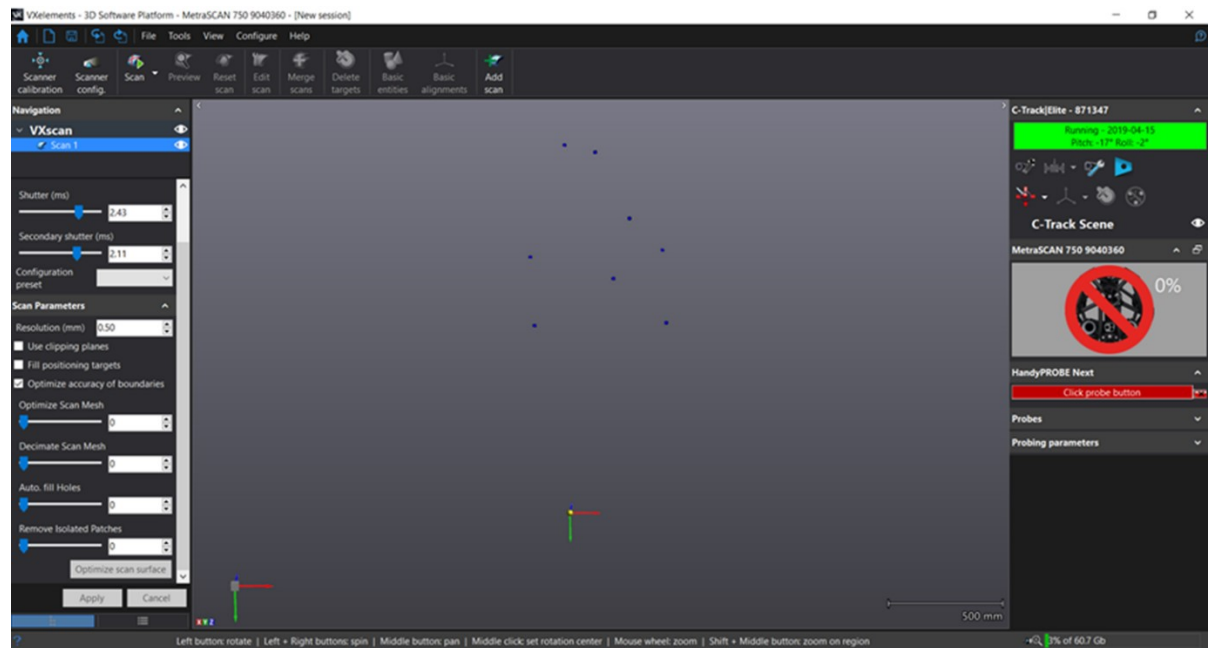 VXelements - 3D Software Platform - MetraSCAN 750 9040360 - [New session]
File Tools View Configure Help
Scanner calibration
Scanner config.
Scan
Preview
Reset scan
Edit scan
Merge scans
Delete targets
Basic entities
Basic alignments
Add scan
Navigation
VXscan
Scan 1
Shutter (ms)
2.43
Secondary shutter (ms)
2.11
Configuration preset
Scan Parameters
Resolution (mm) 0.50
Use clipping planes
Fill positioning targets
Optimize accuracy of boundaries
Optimize Scan Mesh
0
Decimate Scan Mesh
0
Auto. fill Holes
0
Remove Isolated Patches
0
Optimize scan surface
Apply Cancel
X Y Z
500 mm
C-Track|Elite - 871347
Running - 2019-04-15
Pitch: -17° Roll: -2°
C-Track Scene
MetraSCAN 750 9040360
0%
HandyPROBE Next
Click probe button
Probes
Probing parameters
Left button: rotate | Left + Right buttons: spin | Middle button: pan | Middle click: set rotation center | Mouse wheel: zoom | Shift + Middle button: zoom on region
3% of 60.7 Gb